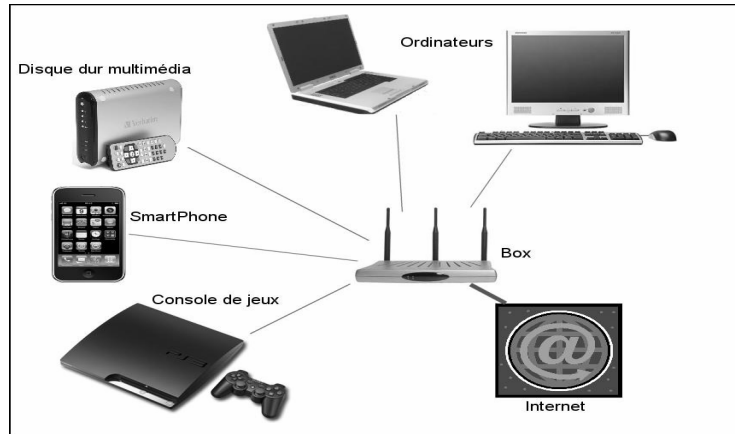 Ordinateurs
Disque dur multimédia
SmartPhone
Box
Console de jeux
Internet